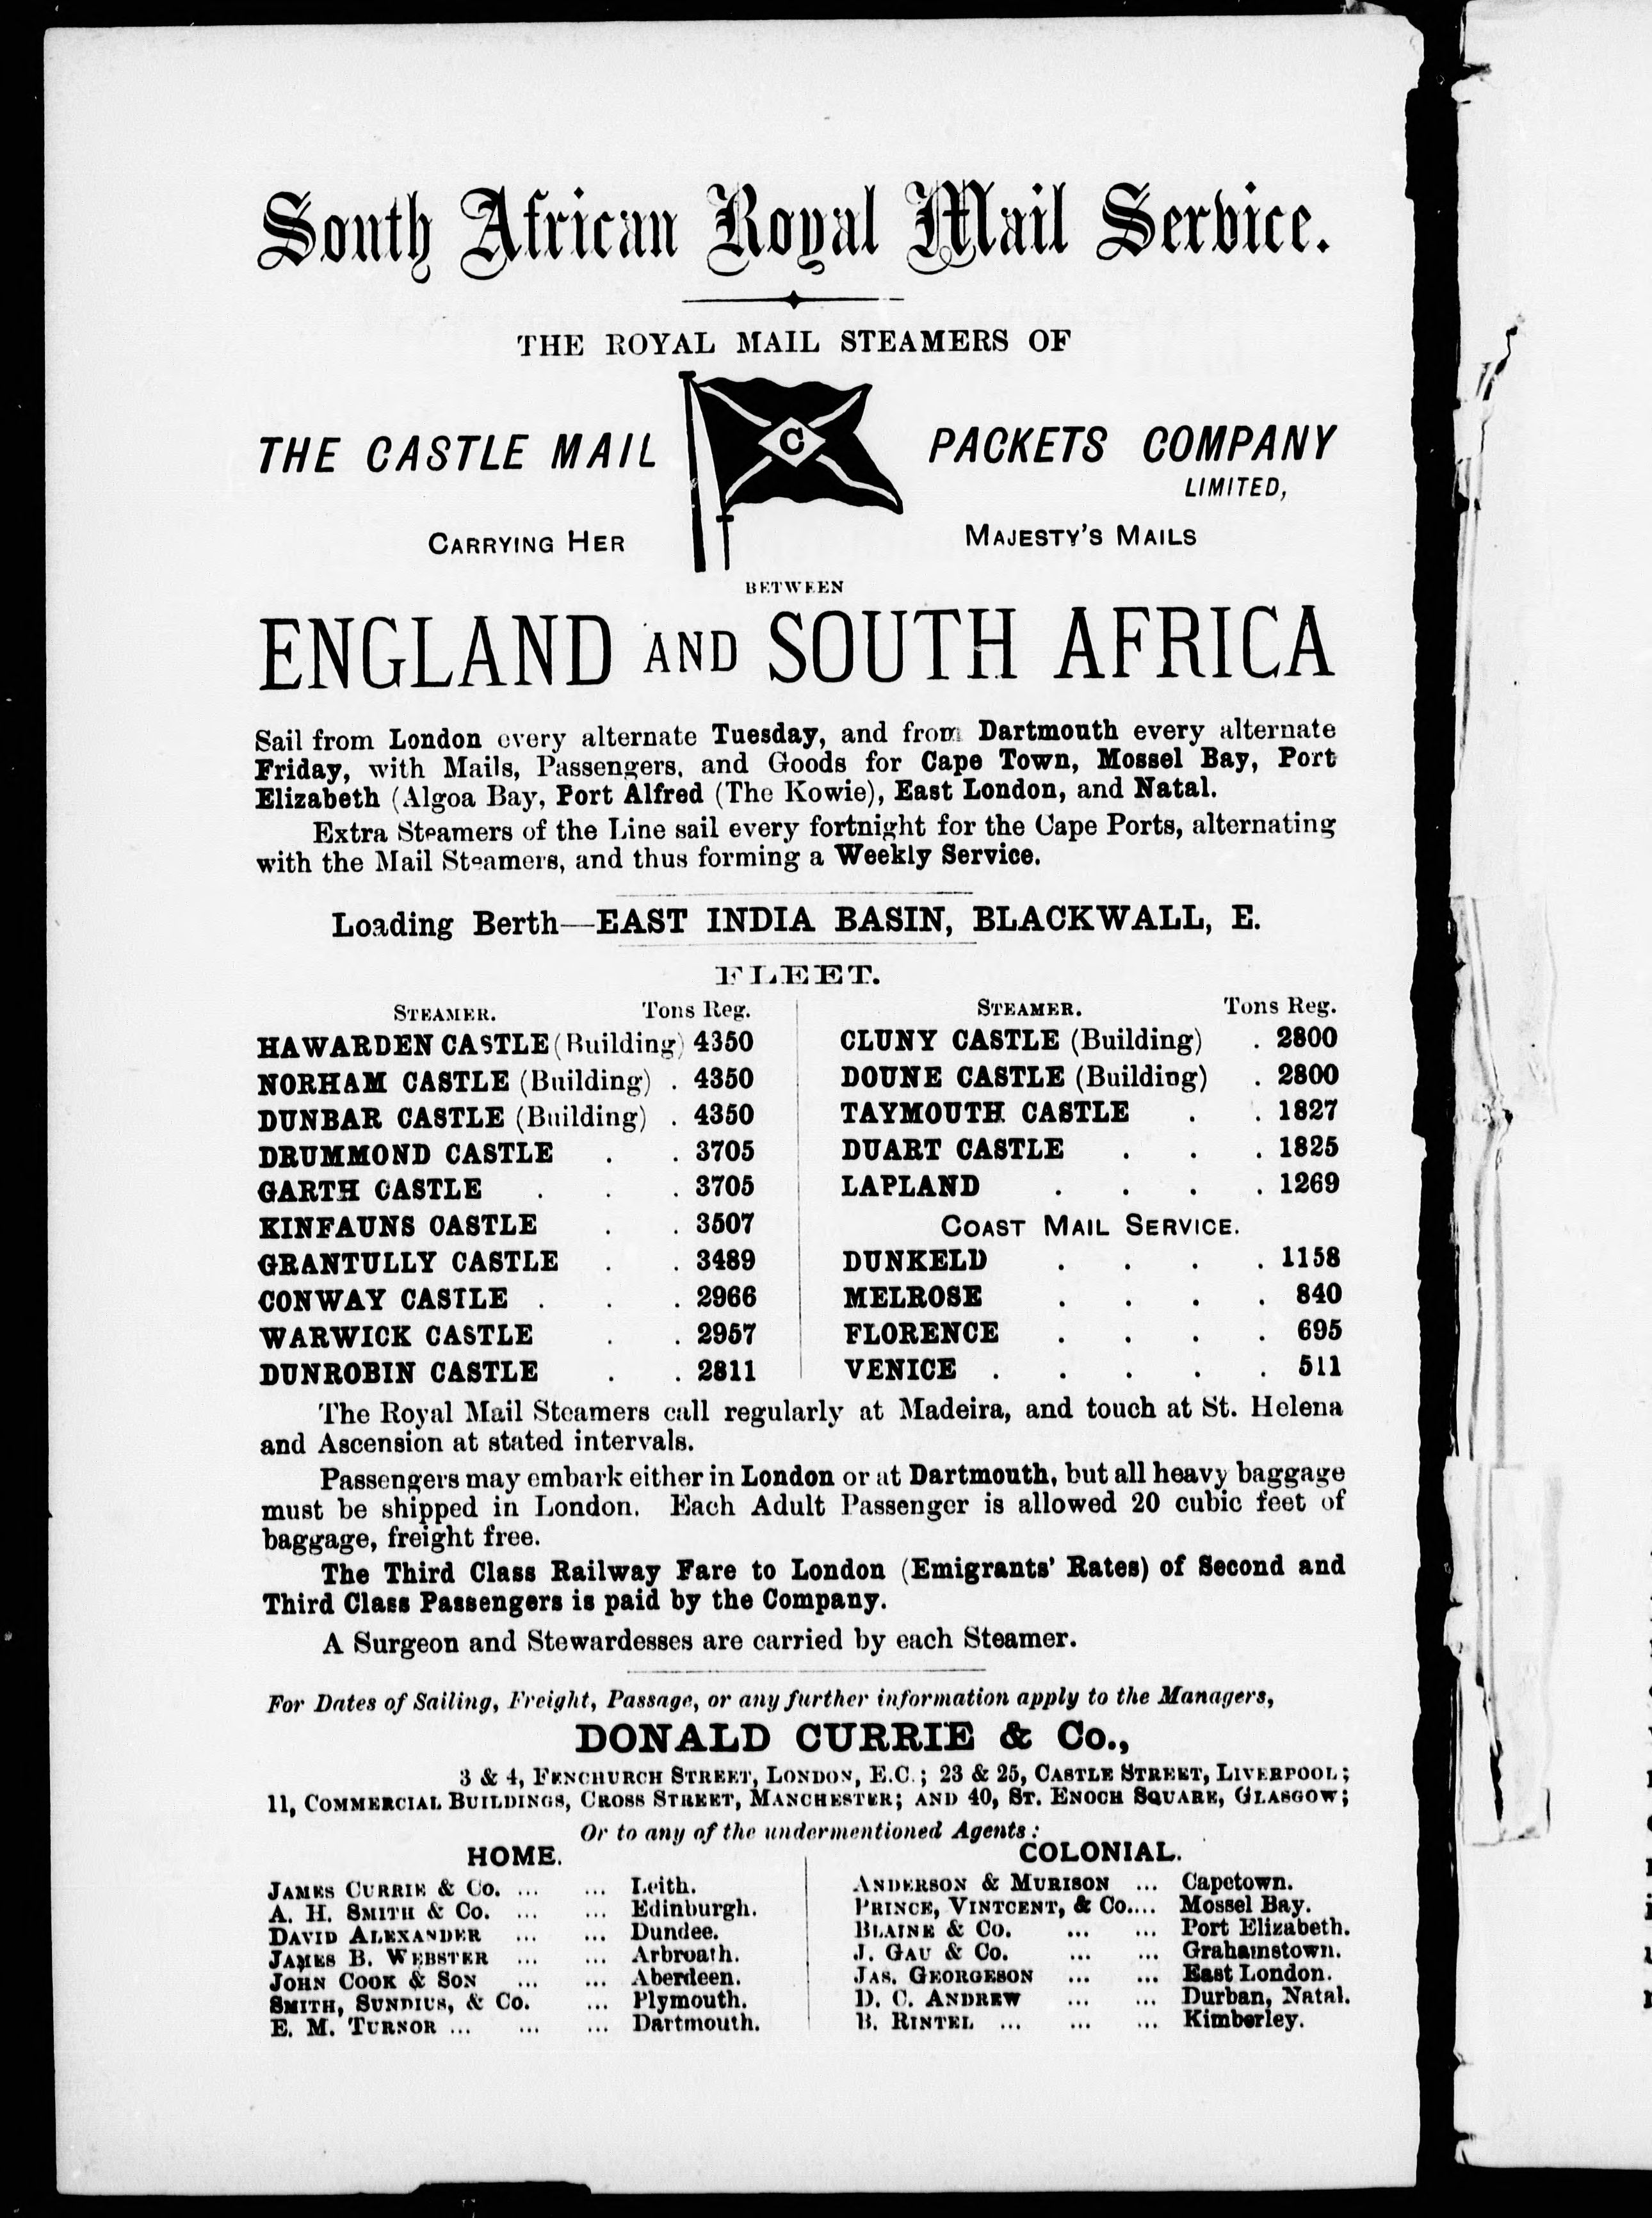 South African Royal Mail Service.
THE ROYAL MAIL STEAMERS OF
THE CASTLE MAIL PACKETS COMPANY
LIMITED,
C
CARRYING HER MAJESTY'S MAILS
BETWEEN
ENGLAND AND SOUTH AFRICA
Sail from London every alternate Tuesday, and from Dartmouth every alternate
Friday, with Mails, Passengers, and Goods for Cape Town, Mossel Bay, Port
Elizabeth (Algoa Bay, Port Alfred (The Kowie), East London, and Natal.
Extra Steamers of the Line sail every fortnight for the Cape Ports, alternating
with the Mail Steamers, and thus forming a Weekly Service.
Loading Berth—EAST INDIA BASIN, BLACKWALL, E.
FLEET.
STEAMER. Tons Reg.
HAWARDEN CASTLE (Building) 4350
NORHAM CASTLE (Building) . 4350
DUNBAR CASTLE (Building) . 4350
DRUMMOND CASTLE . . 3705
GARTH CASTLE . . . 3705
KINFAUNS CASTLE . . 3507
GRANTULLY CASTLE . . 3489
CONWAY CASTLE . . . 2966
WARWICK CASTLE . . 2957
DUNROBIN CASTLE . . 2811
STEAMER. Tons Reg.
CLUNY CASTLE (Building) . 2800
DOUNE CASTLE (Building) . 2800
TAYMOUTH CASTLE . . 1827
DUART CASTLE . . . 1825
LAPLAND . . . . 1269
COAST MAIL SERVICE.
DUNKELD . . . . 1158
MELROSE . . . . 840
FLORENCE . . . . 695
VENICE . . . . . 511
The Royal Mail Steamers call regularly at Madeira, and touch at St. Helena
and Ascension at stated intervals.
Passengers may embark either in London or at Dartmouth, but all heavy baggage
must be shipped in London. Each Adult Passenger is allowed 20 cubic feet of
baggage, freight free.
The Third Class Railway Fare to London (Emigrants' Rates) of Second and
Third Class Passengers is paid by the Company.
A Surgeon and Stewardesses are carried by each Steamer.
For Dates of Sailing, Freight, Passage, or any further information apply to the Managers,
DONALD CURRIE & Co.,
3 & 4, FENCHURCH STREET, LONDON, E.C.; 23 & 25, CASTLE STREET, LIVERPOOL;
11, COMMERCIAL BUILDINGS, CROSS STREET, MANCHESTER; AND 40, ST. ENOCH SQUARE, GLASGOW;
Or to any of the undermentioned Agents:
HOME.
JAMES CURRIE & Co. ... ... Leith.
A. H. SMITH & Co. ... ... Edinburgh.
DAVID ALEXANDER ... ... Dundee.
JAMES B. WEBSTER ... ... Arbroath.
JOHN COOK & SON ... ... Aberdeen.
SMITH, SUNDIUS, & Co. ... Plymouth.
E. M. TURNOR ... ... ... Dartmouth.
COLONIAL.
ANDERSON & MURISON ... Capetown.
PRINCE, VINTCENT, & Co.... Mossel Bay.
BLAINE & Co. ... ... Port Elizabeth.
J. GAU & Co. ... ... Grahamstown.
JAS. GEORGESON ... ... East London.
D. C. ANDREW ... ... Durban, Natal.
B. RINTEL ... ... ... Kimberley.